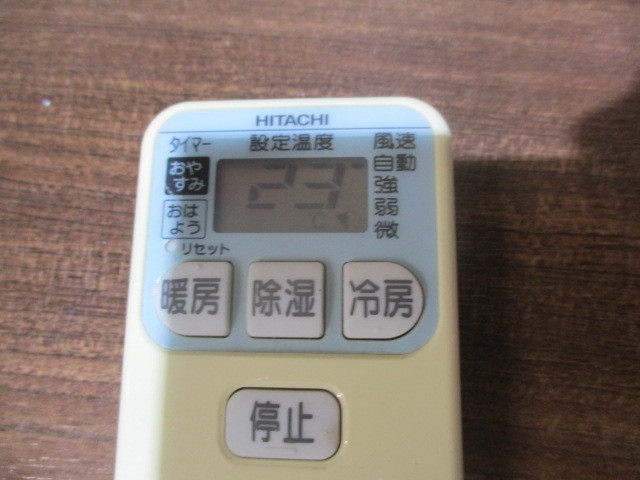 HITACHI
タイマー 設定温度 風速
おやすみ 自動
23℃ 強
おはよう 弱
微
リセット
暖房 除湿 冷房
停止